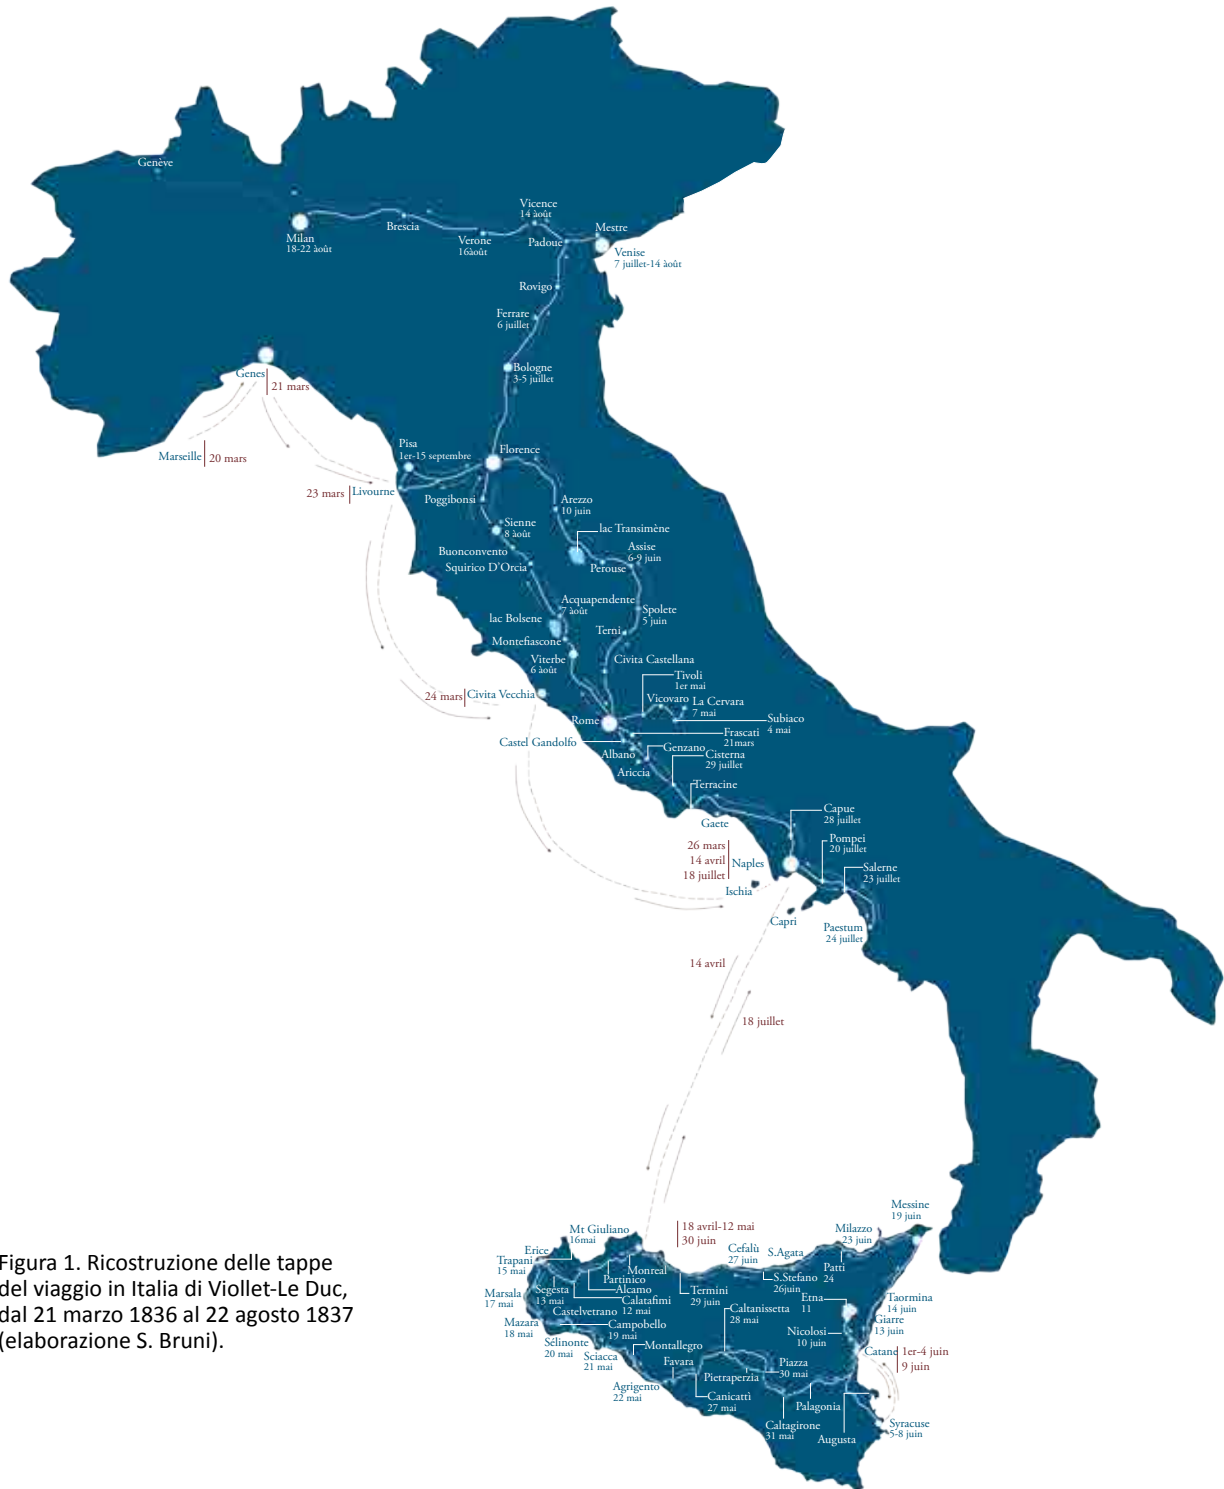 Genève
Milan
18-22 àoût
Brescia
Verone
16àoût
Vicence
14 àoût
Padoue
Mestre
Venise
7 juillet-14 àoût
Rovigo
Ferrare
6 juillet
Bologne
3-5 juillet
Genes
21 mars
Marseille
20 mars
Pisa
1er-15 septembre
Florence
23 mars
Livourne
Poggibonsi
Arezzo
10 juin
Sienne
8 àoût
lac Transimène
Buonconvento
Squirico D'Orcia
Assise
6-9 juin
Perouse
Acquapendente
7 àoût
Spolete
5 juin
lac Bolsene
Terni
Montefiascone
Viterbe
6 àoût
Civita Castellana
Tivoli
1er mai
24 mars
Civita Vecchia
Vicovaro
La Cervara
7 mai
Rome
Subiaco
4 mai
Castel Gandolfo
Frascati
21mars
Albano
Genzano
Cisterna
29 juillet
Ariccia
Terracine
Gaete
Capue
28 juillet
26 mars
14 avril
18 juillet
Naples
Pompei
20 juillet
Salerne
23 juillet
Ischia
Capri
Paestum
24 juillet
14 avril
18 juillet
Messine
19 juin
18 avril-12 mai
30 juin
Milazzo
23 juin
Mt Giuliano
16mai
Cefalù
27 juin
S.Agata
Erice
Trapani
15 mai
Monreal
Partinico
Alcamo
Calatafimi
12 mai
Segesta
13 mai
Termini
29 juin
S.Stefano
26juin
Patti
24
Marsala
17 mai
Castelvetrano
Caltanissetta
28 mai
Etna
11
Taormina
14 juin
Mazara
18 mai
Campobello
19 mai
Giarre
13 juin
Nicolosi
10 juin
Sélinonte
20 mai
Montallegro
Sciacca
21 mai
Favara
Catane
1er-4 juin
9 juin
Piazza
30 mai
Pietraperzia
Agrigento
22 mai
Canicattì
27 mai
Palagonia
Caltagirone
31 mai
Augusta
Syracuse
5-8 juin
Figura 1. Ricostruzione delle tappe
del viaggio in Italia di Viollet-Le Duc,
dal 21 marzo 1836 al 22 agosto 1837
(elaborazione S. Bruni).